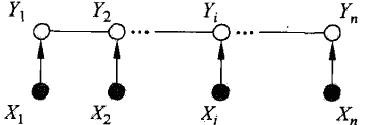 Y1 Y2 Yi Yn
X1 X2 Xi Xn